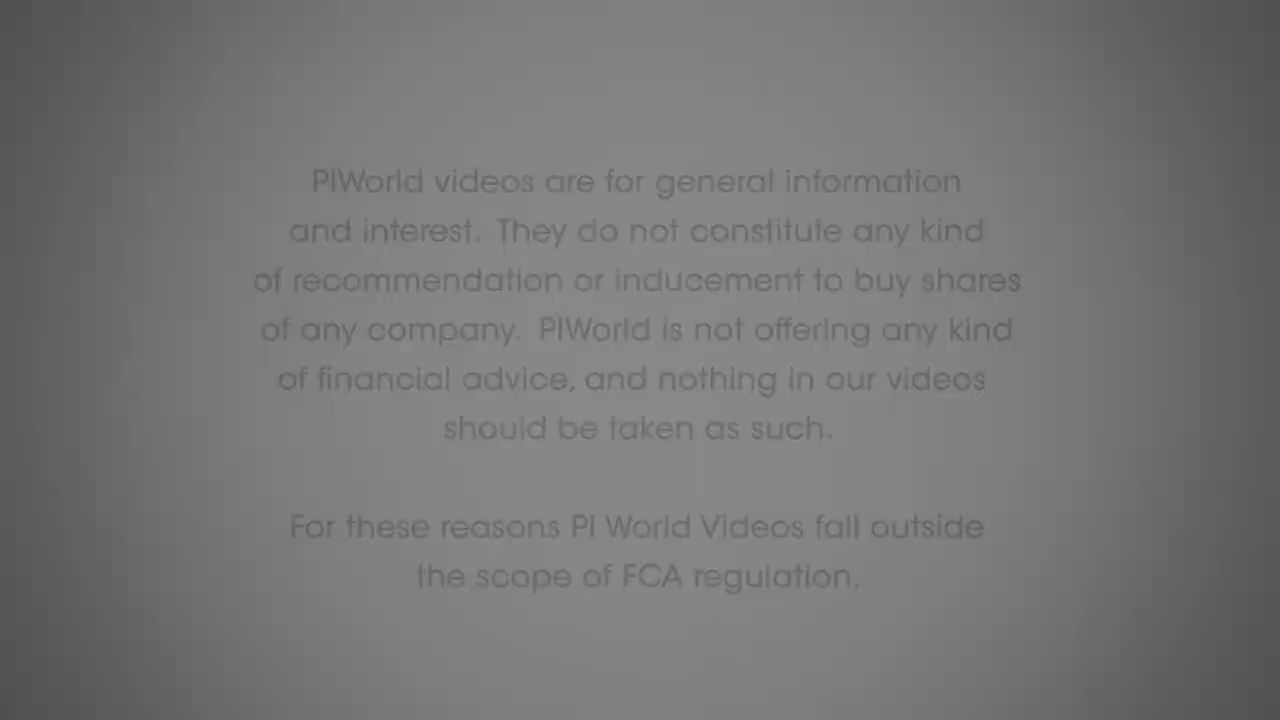 PIWorld videos are for general information
and interest. They do not constitute any kind
of recommendation or inducement to buy shares
of any company. PIWorld is not offering any kind
of financial advice, and nothing in our videos
should be taken as such.
For these reasons PI World Videos fall outside
the scope of FCA regulation.